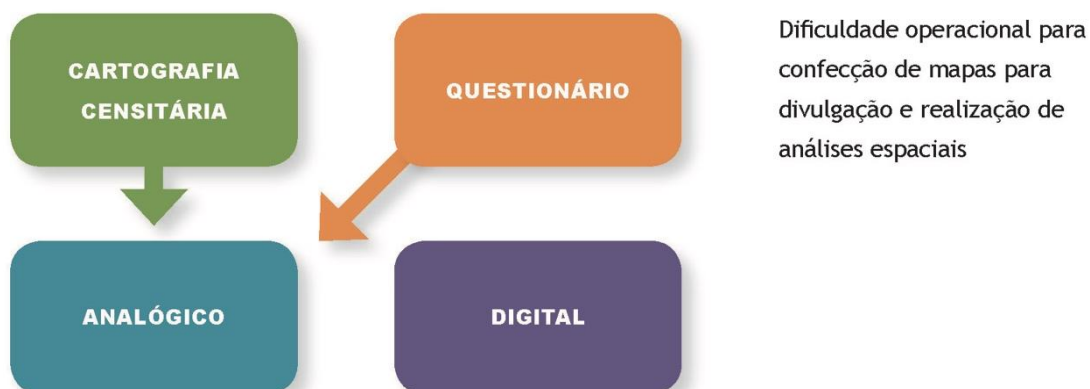 CARTOGRAFIA
CENSITÁRIA
QUESTIONÁRIO
Dificuldade operacional para
confecção de mapas para
divulgação e realização de
análises espaciais
ANALÓGICO
DIGITAL